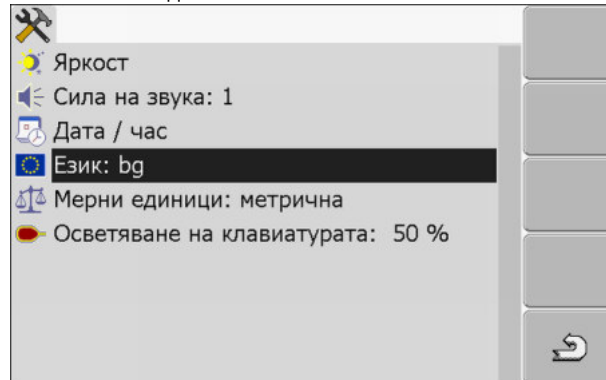 Яркост
Сила на звука: 1
Дата / час
Език: bg
Мерни единици: метрична
Осветяване на клавиатурата: 50 %